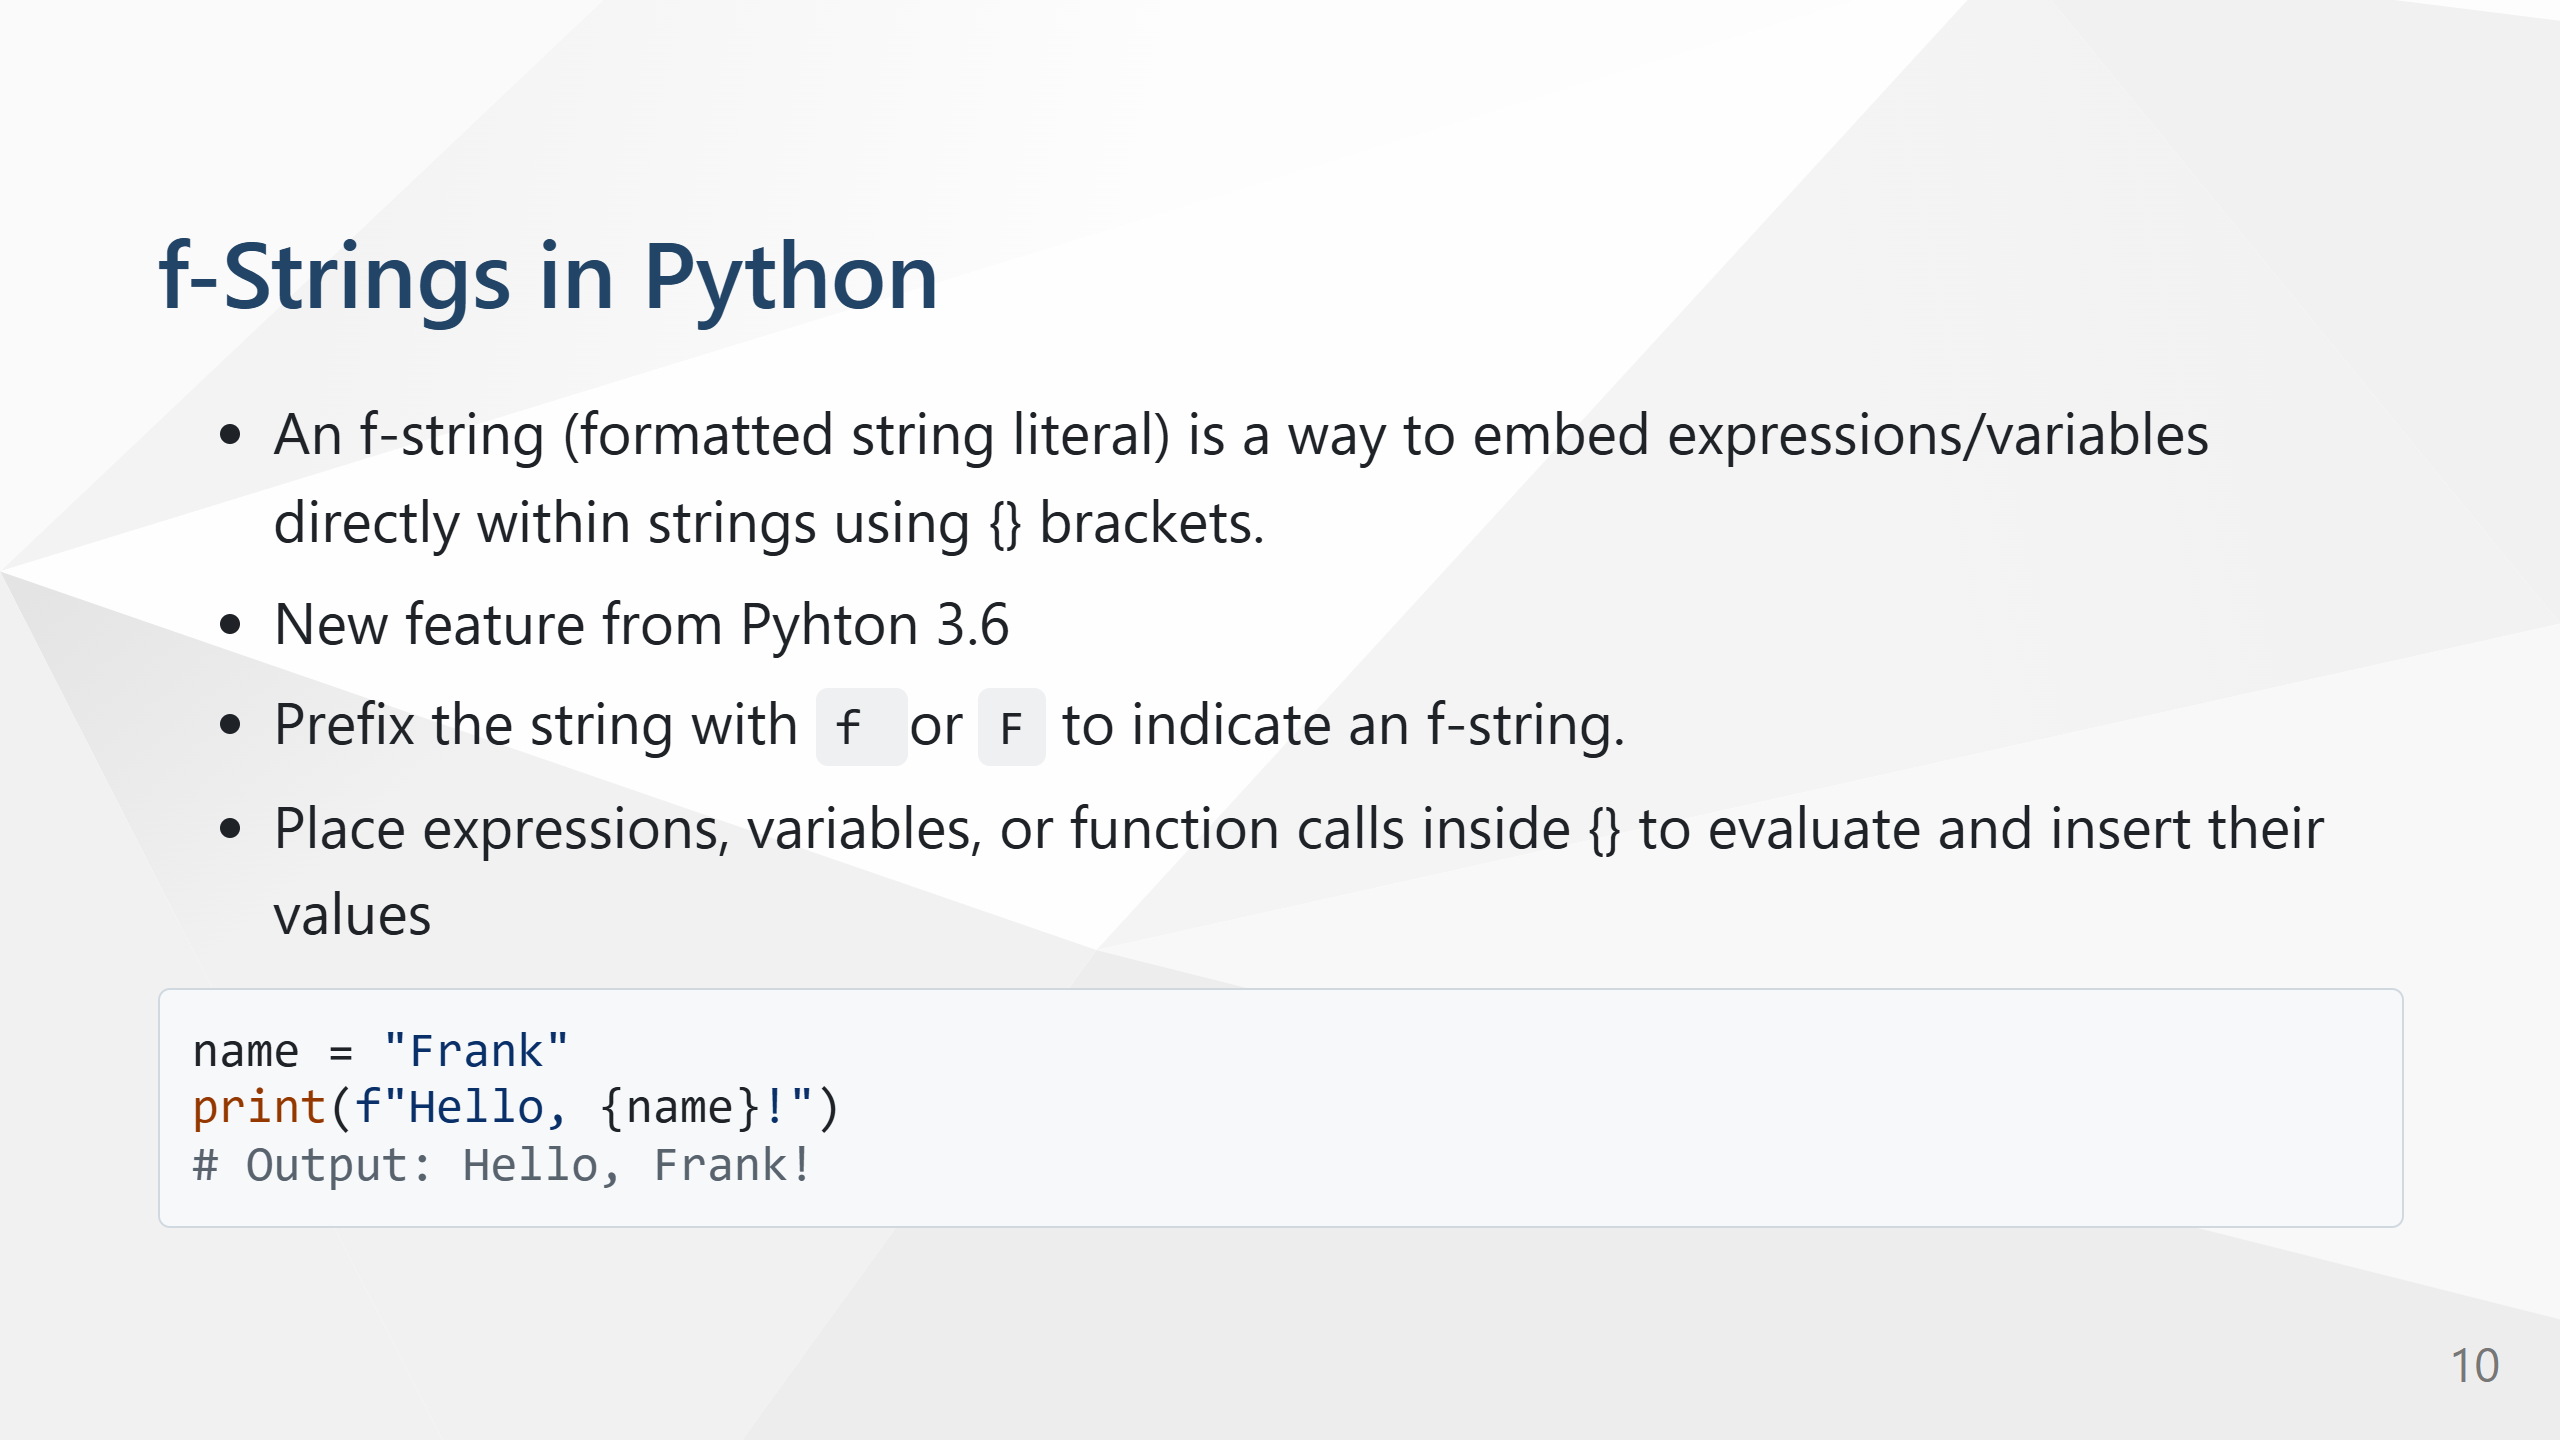 f-Strings in Python
• An f-string (formatted string literal) is a way to embed expressions/variables
directly within strings using {} brackets.
• New feature from Pyhton 3.6
• Prefix the string with f or F to indicate an f-string.
• Place expressions, variables, or function calls inside {} to evaluate and insert their
values
name = "Frank"
print(f"Hello, {name}!")
# Output: Hello, Frank!
10